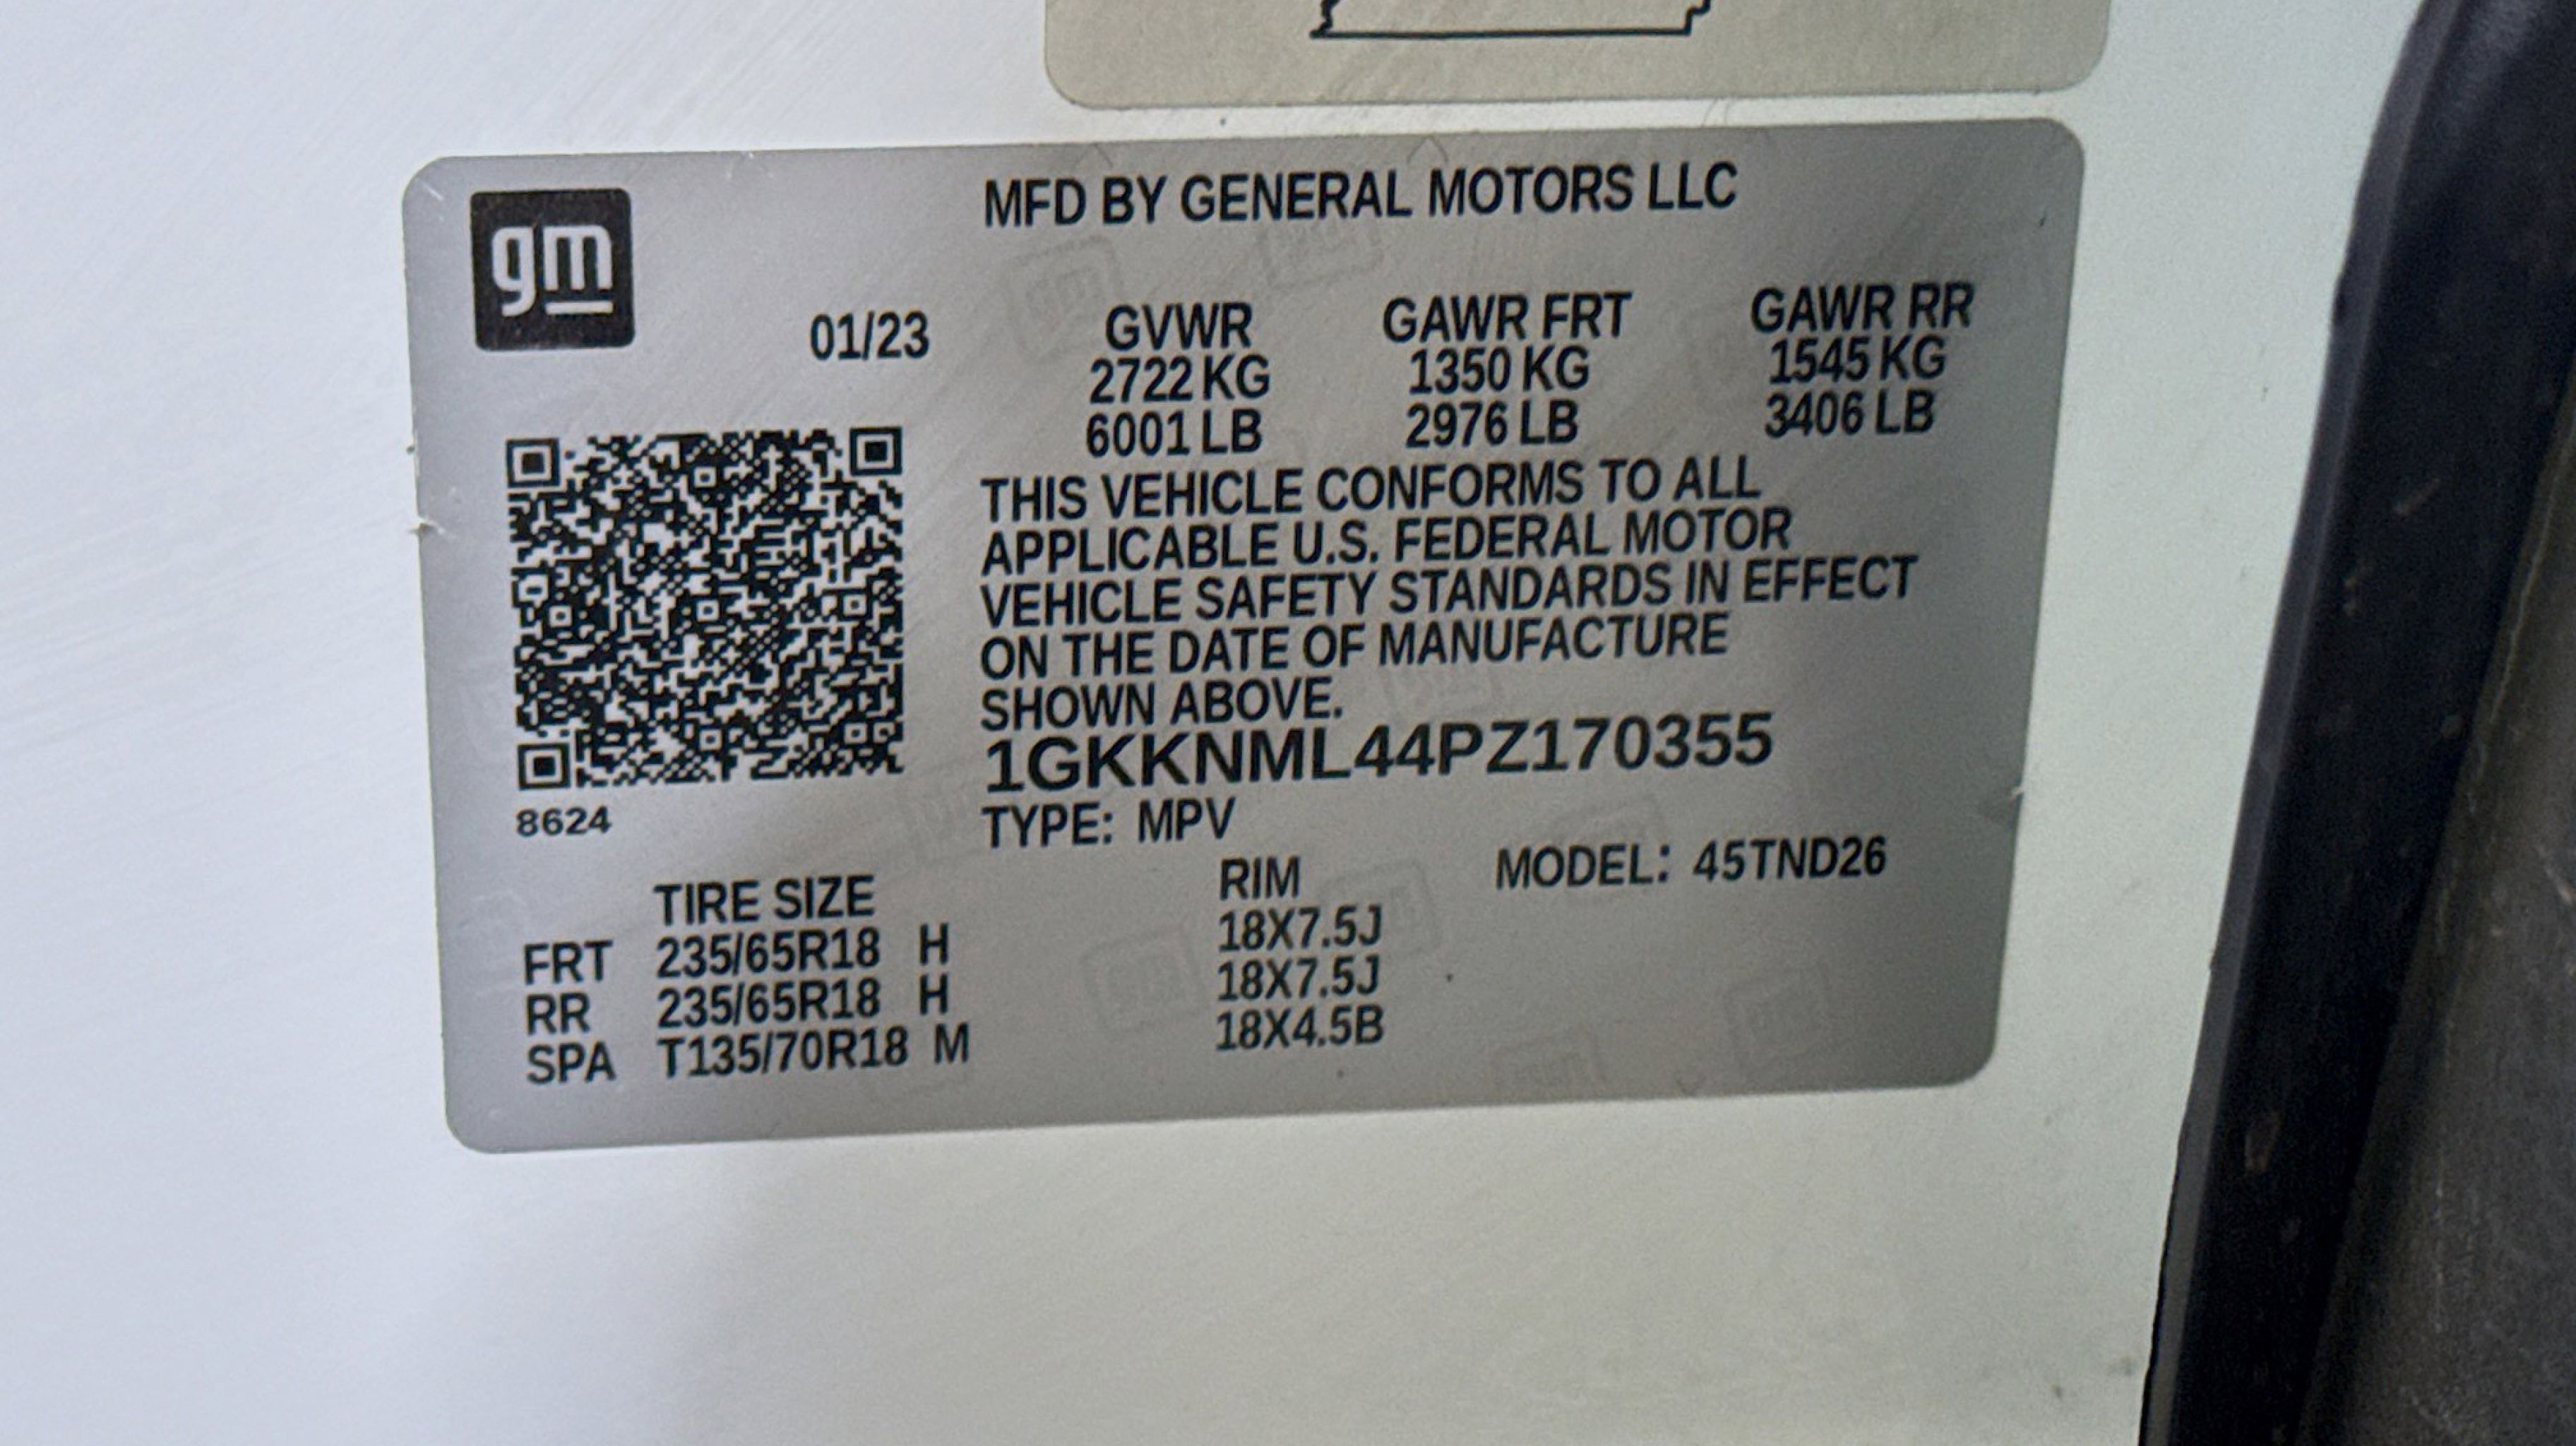 gm
MFD BY GENERAL MOTORS LLC
01/23 GVWR GAWR FRT GAWR RR
2722 KG 1350 KG 1545 KG
6001 LB 2976 LB 3406 LB
THIS VEHICLE CONFORMS TO ALL
APPLICABLE U.S. FEDERAL MOTOR
VEHICLE SAFETY STANDARDS IN EFFECT
ON THE DATE OF MANUFACTURE
SHOWN ABOVE.
1GKKNML44PZ170355
8624
TYPE: MPV
TIRE SIZE RIM MODEL: 45TND26
FRT 235/65R18 H 18X7.5J
RR 235/65R18 H 18X7.5J
SPA T135/70R18 M 18X4.5B